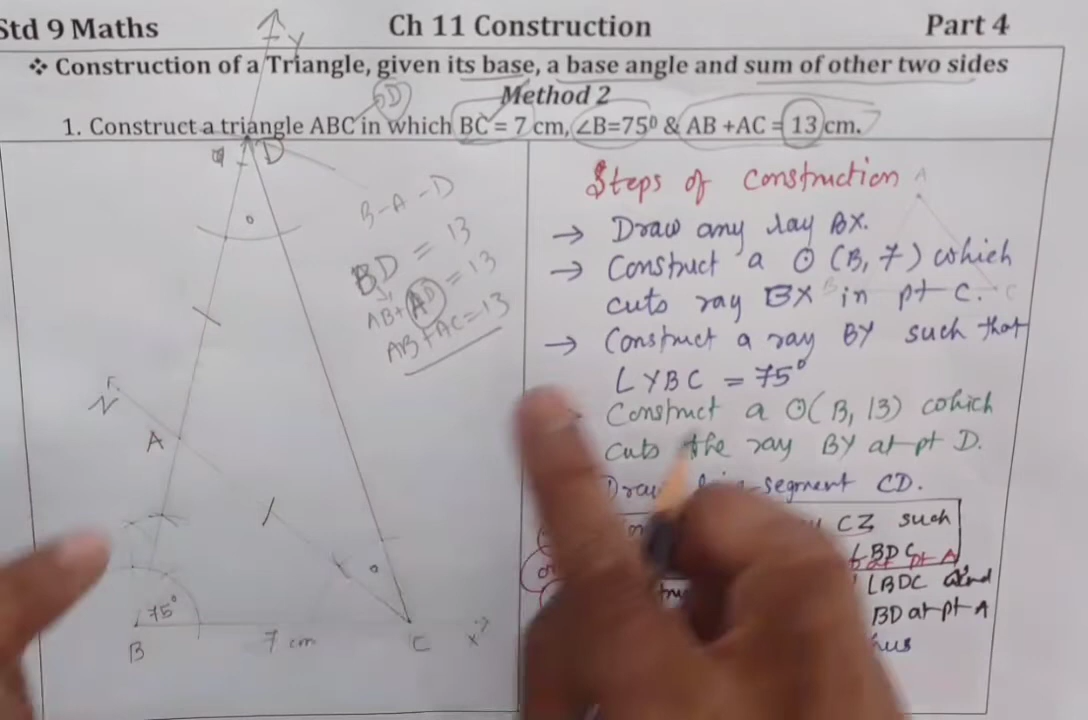 Std 9 Maths
Ch 11 Construction
Part 4
❖ Construction of a Triangle, given its base, a base angle and sum of other two sides
Method 2
1. Construct a triangle ABC in which BC = 7 cm, ∠B=75⁰ & AB +AC = 13 cm.
Y
D
B-A-D
BD = 13
AB+AD = 13
AB+AC=13
A
75°
B
7 cm
C
X
Steps of construction
A
→ Draw any ray BX.
→ Construct a ⊙ (B, 7) which
cuts ray BX in pt C.
B
C
→ Construct a ray BY such that
∠YBC = 75°
Construct a ⊙(B, 13) which
cuts the ray BY at pt D.
segment CD.
CZ such
∠BDC
at pt A
∠BDC and
BD at pt A